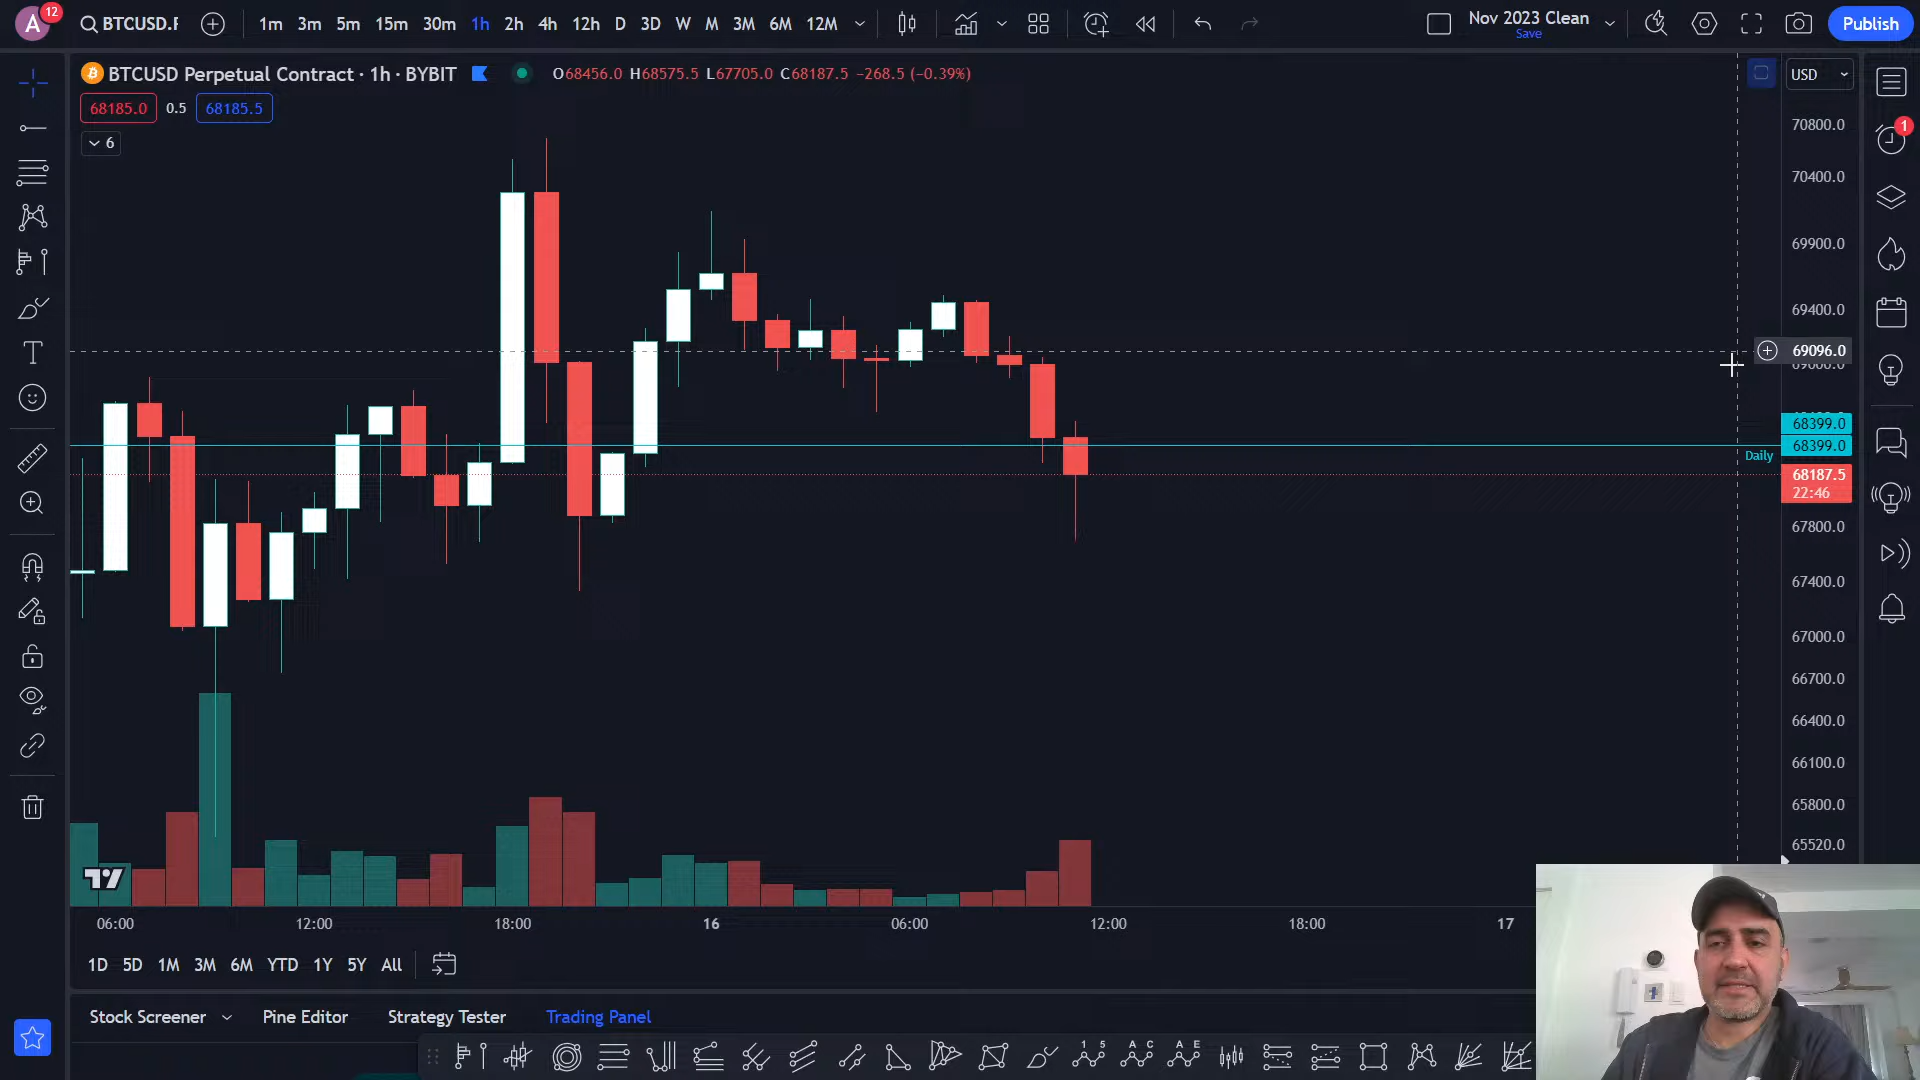 A
12
BTCUSD.P
1m 3m 5m 15m 30m 1h 2h 4h 12h D 3D W M 3M 6M 12M
Nov 2023 Clean
Save
Publish
BTCUSD Perpetual Contract · 1h · BYBIT
O68456.0 H68575.5 L67705.0 C68187.5 −268.5 (−0.39%)
USD
68185.0 0.5 68185.5
6
70800.0
1
70400.0
69900.0
69400.0
69096.0
69000.0
68399.0
68399.0
Daily
68187.5
22:46
67800.0
67400.0
67000.0
66700.0
66400.0
66100.0
65800.0
65520.0
06:00 12:00 18:00 16 06:00 12:00 18:00 17
1D 5D 1M 3M 6M YTD 1Y 5Y All
Stock Screener Pine Editor Strategy Tester Trading Panel